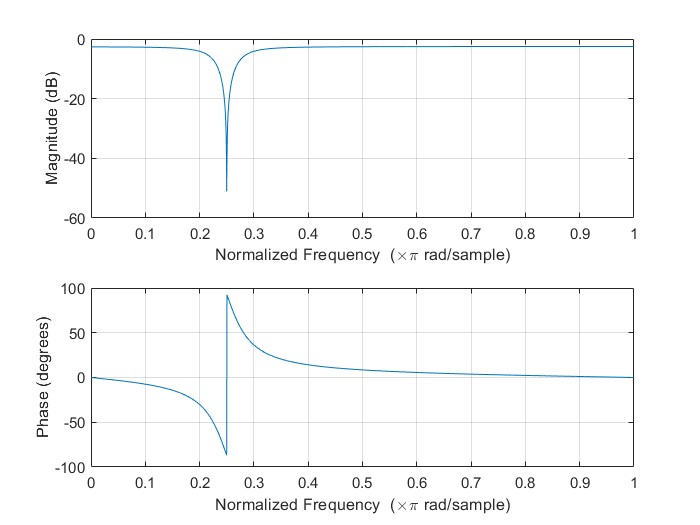 0
-20
-40
-60
Magnitude (dB)
0 0.1 0.2 0.3 0.4 0.5 0.6 0.7 0.8 0.9 1
Normalized Frequency (×π rad/sample)
100
50
0
-50
-100
Phase (degrees)
0 0.1 0.2 0.3 0.4 0.5 0.6 0.7 0.8 0.9 1
Normalized Frequency (×π rad/sample)